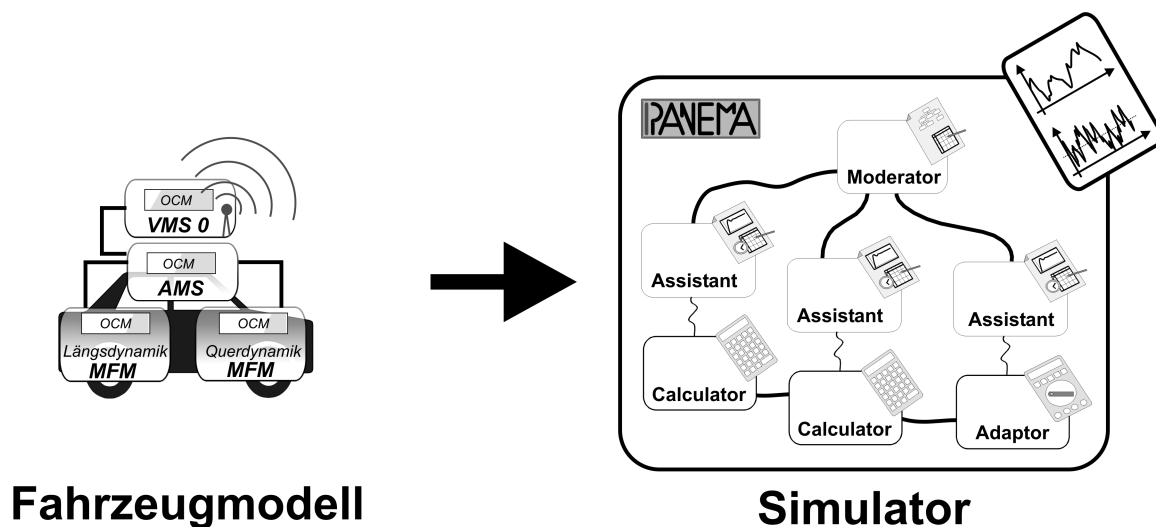 OCM
VMS 0
OCM
AMS
OCM
Längsdynamik
MFM
OCM
Querdynamik
MFM
Fahrzeugmodell
IPANEMA
Moderator
Assistant
Assistant
Assistant
Calculator
Calculator
Adaptor
Simulator